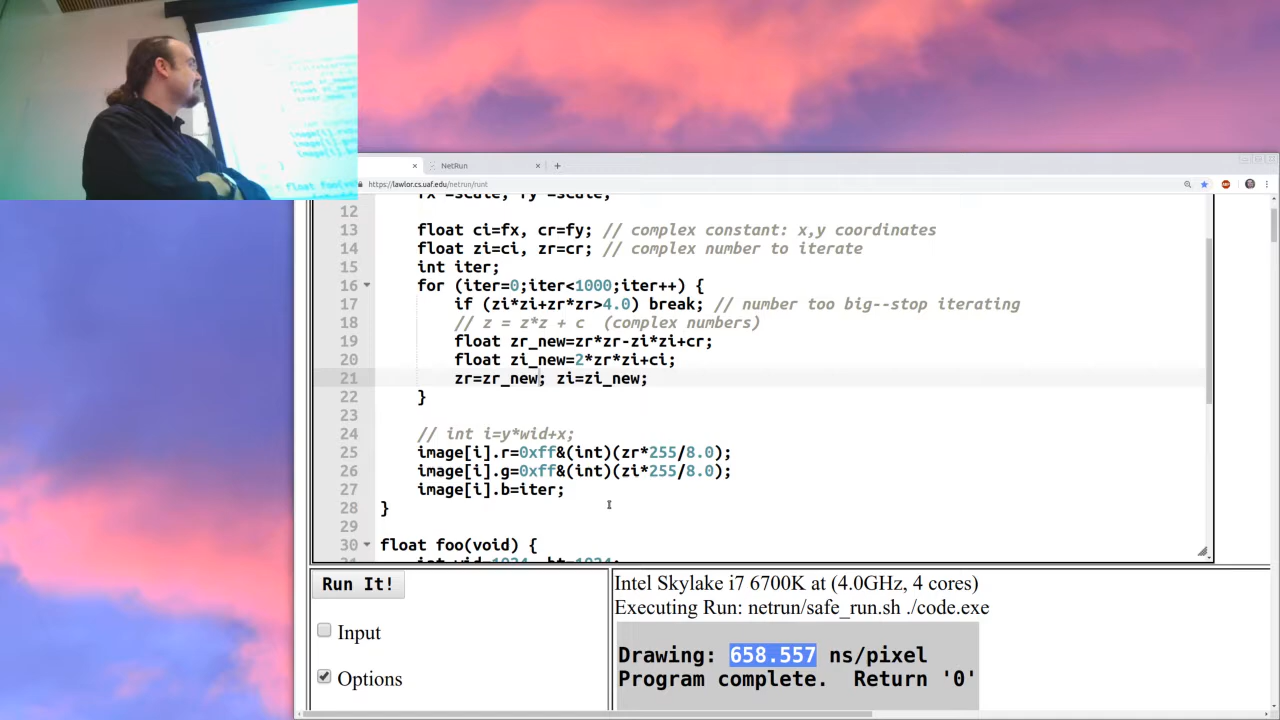 NetRun
https://lawlor.cs.uaf.edu/netrun/runt
12
13 float ci=fx, cr=fy; // complex constant: x,y coordinates
14 float zi=ci, zr=cr; // complex number to iterate
15 int iter;
16 for (iter=0;iter<1000;iter++) {
17 if (zi*zi+zr*zr>4.0) break; // number too big--stop iterating
18 // z = z*z + c (complex numbers)
19 float zr_new=zr*zr-zi*zi+cr;
20 float zi_new=2*zr*zi+ci;
21 zr=zr_new; zi=zi_new;
22 }
23
24 // int i=y*wid+x;
25 image[i].r=0xff&(int)(zr*255/8.0);
26 image[i].g=0xff&(int)(zi*255/8.0);
27 image[i].b=iter;
28 }
29
30 float foo(void) {
Run It!
Input
Options
Intel Skylake i7 6700K at (4.0GHz, 4 cores)
Executing Run: netrun/safe_run.sh ./code.exe
Drawing: 658.557 ns/pixel
Program complete. Return '0'